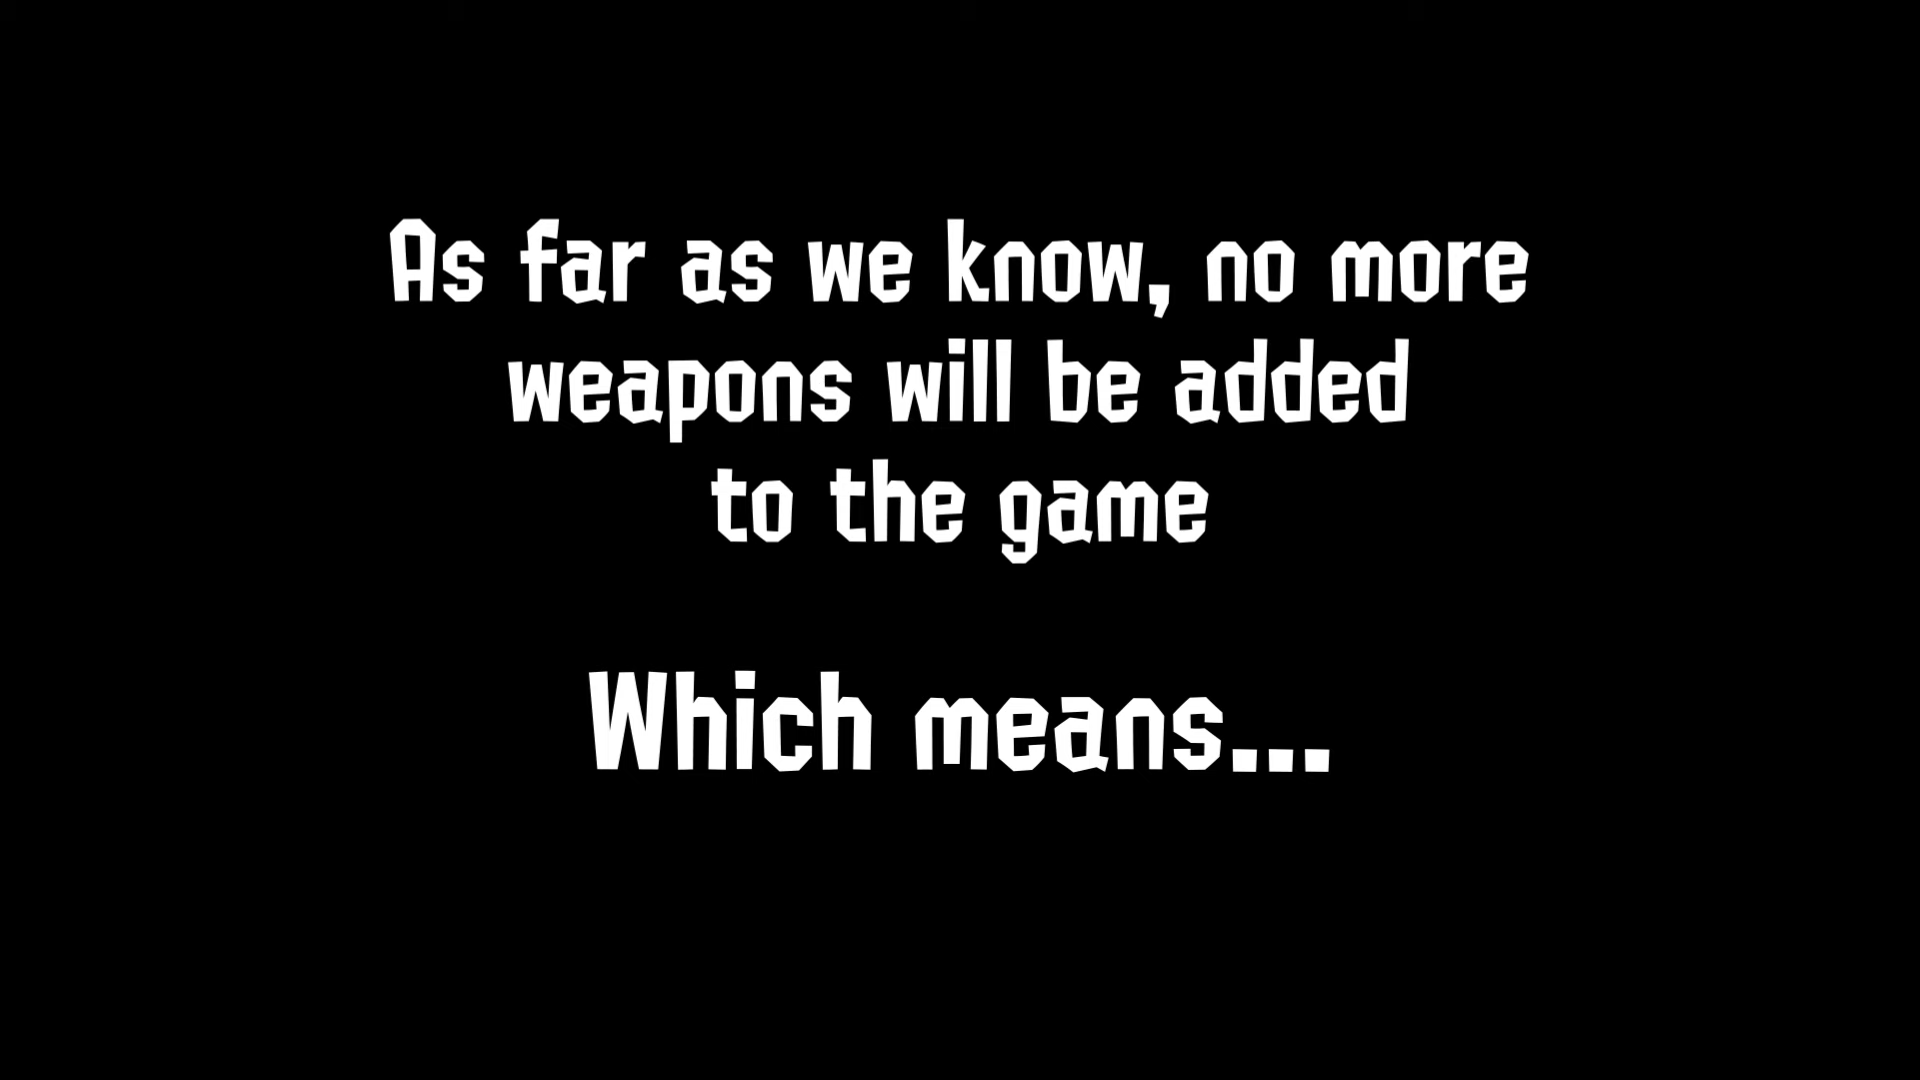 As far as we know, no more
weapons will be added
to the game
Which means...